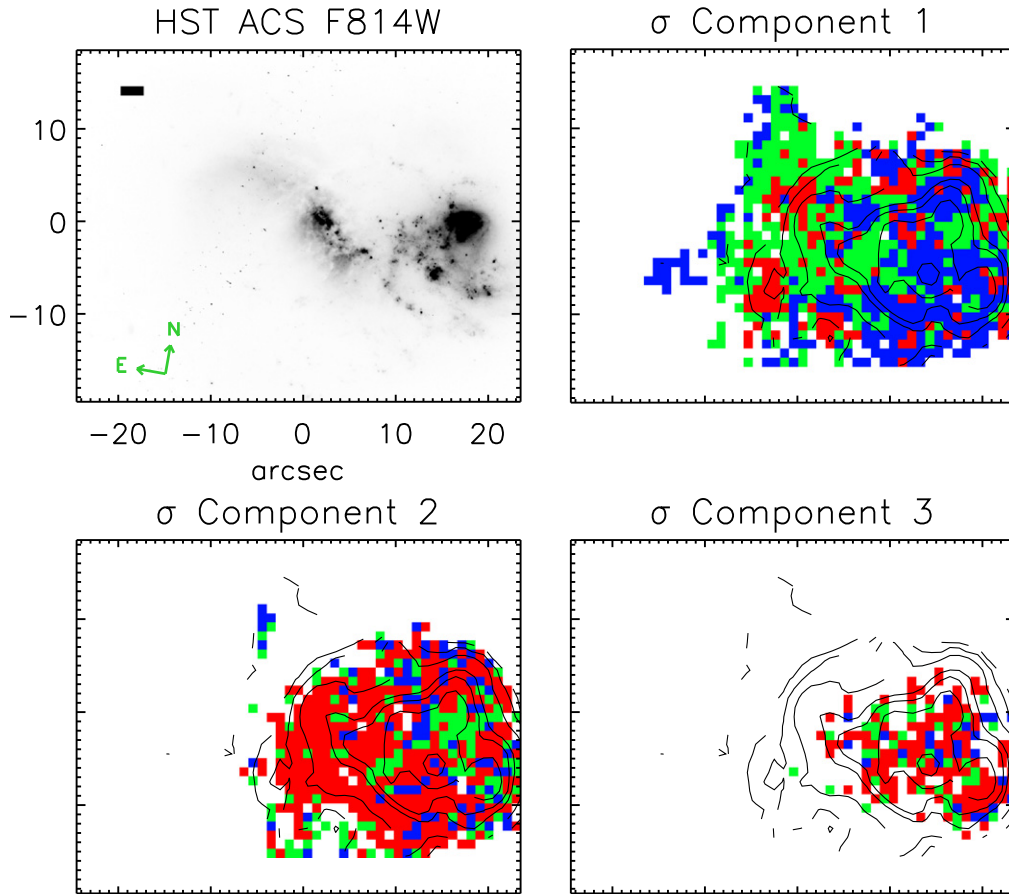 HST ACS F814W
σ Component 1
10
0
−10
N
E
−20 −10 0 10 20
arcsec
σ Component 2
σ Component 3